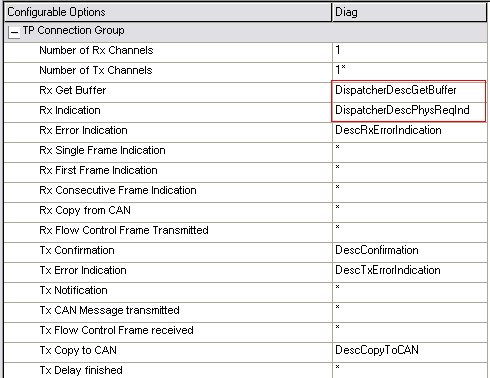 Configurable Options Diag
TP Connection Group
Number of Rx Channels 1
Number of Tx Channels 1*
Rx Get Buffer DispatcherDescGetBuffer
Rx Indication DispatcherDescPhysReqInd
Rx Error Indication DescRxErrorIndication
Rx Single Frame Indication *
Rx First Frame Indication *
Rx Consecutive Frame Indication *
Rx Copy from CAN *
Rx Flow Control Frame Transmitted *
Tx Confirmation DescConfirmation
Tx Error Indication DescTxErrorIndication
Tx Notification *
Tx CAN Message transmitted *
Tx Flow Control Frame received *
Tx Copy to CAN DescCopyToCAN
Tx Delay finished *